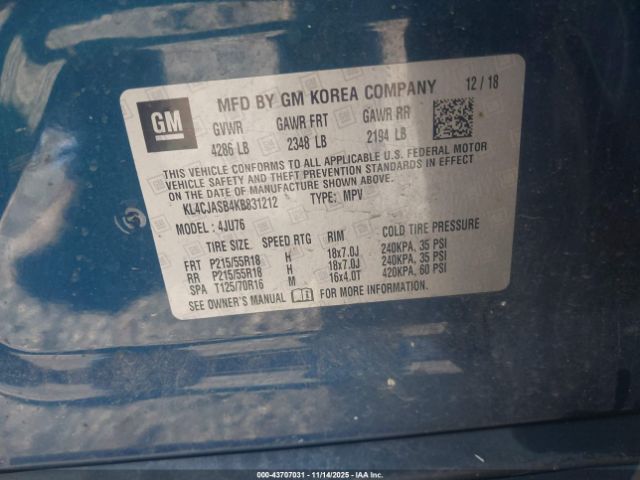 GM
MFD BY GM KOREA COMPANY 12/18
GVWR GAWR FRT GAWR RR
4286 LB 2348 LB 2194 LB
THIS VEHICLE CONFORMS TO ALL APPLICABLE U.S. FEDERAL MOTOR
VEHICLE SAFETY AND THEFT PREVENTION STANDARDS IN EFFECT
ON THE DATE OF MANUFACTURE SHOWN ABOVE.
KL4CJASB4KB831212 TYPE: MPV
MODEL: 4JU76
TIRE SIZE SPEED RTG RIM COLD TIRE PRESSURE
FRT P215/55R18 H 18x7.0J 240KPA, 35 PSI
RR P215/55R18 H 18x7.0J 240KPA, 35 PSI
SPA T125/70R16 M 16x4.0T 420KPA, 60 PSI
SEE OWNER'S MANUAL FOR MORE INFORMATION.
000-43707031 - 11/14/2025 - IAA Inc.